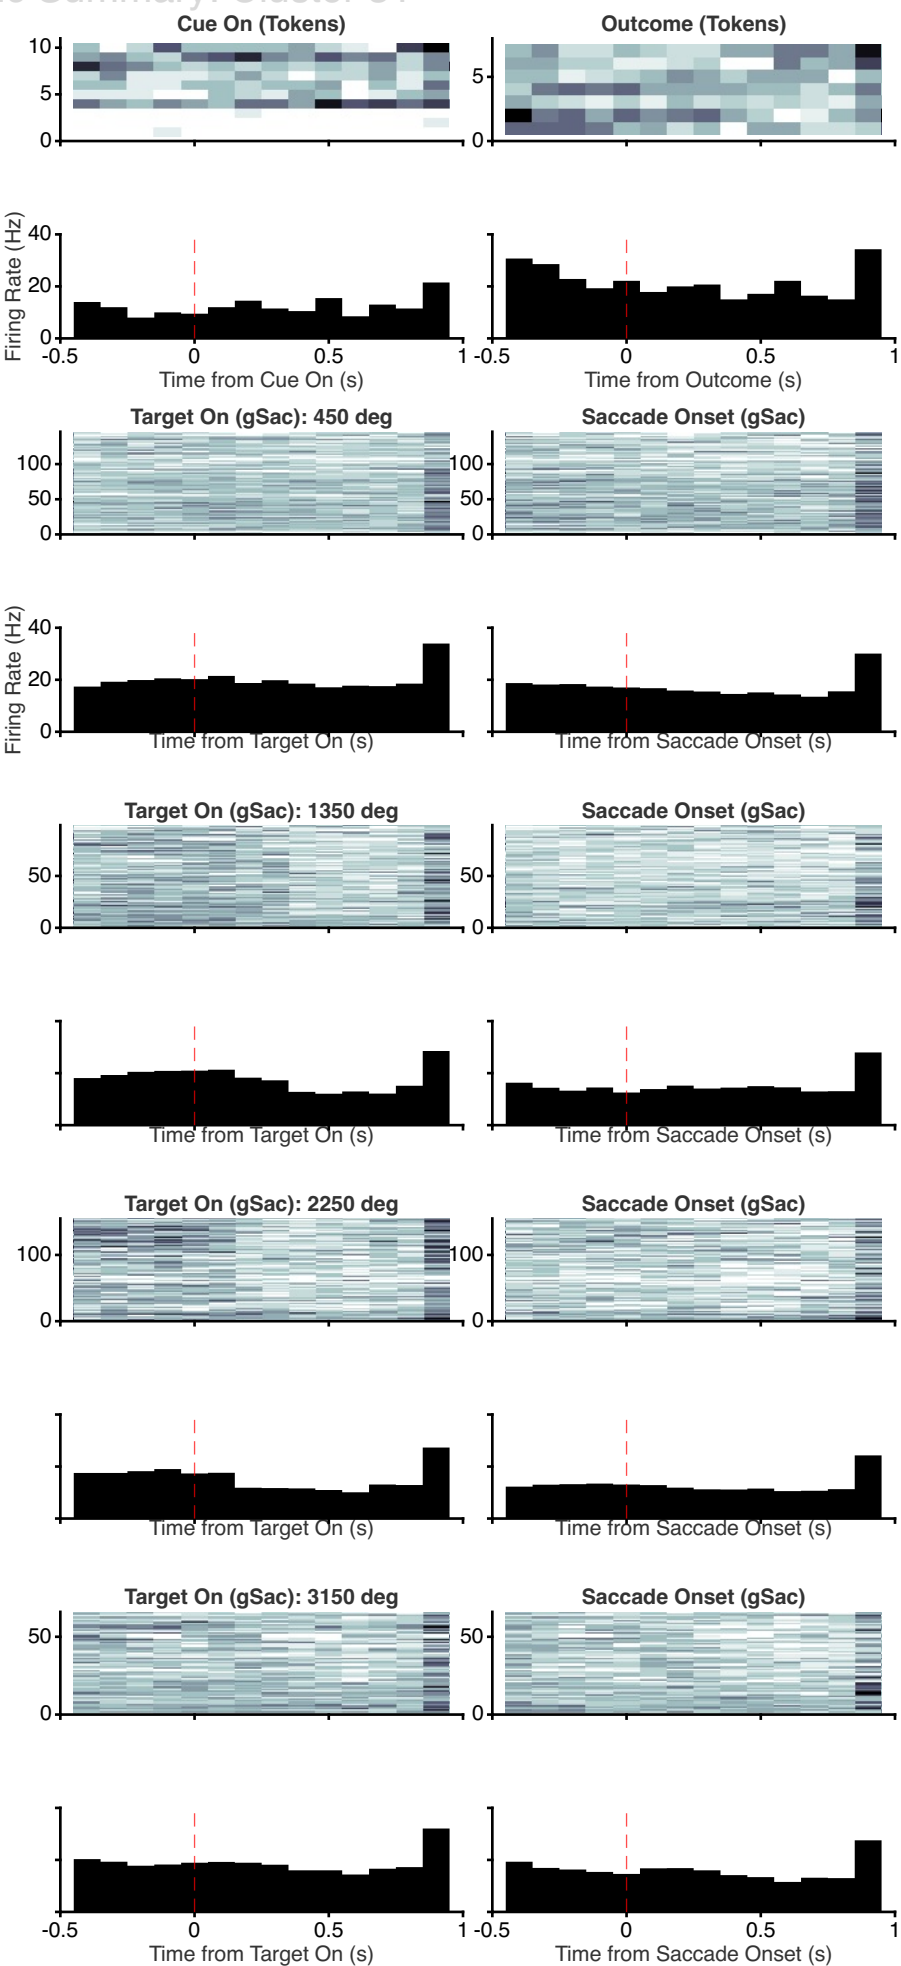 Summary: Cluster
Cue On (Tokens) Outcome (Tokens)
10
5 5
0 0
Firing Rate (Hz)
40
20
0
-0.5 0 0.5 1 -0.5 0 0.5 1
Time from Cue On (s) Time from Outcome (s)
Target On (gSac): 450 deg Saccade Onset (gSac)
100 100
50 50
0 0
Firing Rate (Hz)
40
20
0
Time from Target On (s) Time from Saccade Onset (s)
Target On (gSac): 1350 deg Saccade Onset (gSac)
50 50
0 0
Time from Target On (s) Time from Saccade Onset (s)
Target On (gSac): 2250 deg Saccade Onset (gSac)
100 100
0 0
Time from Target On (s) Time from Saccade Onset (s)
Target On (gSac): 3150 deg Saccade Onset (gSac)
50 50
0 0
-0.5 0 0.5 1 -0.5 0 0.5 1
Time from Target On (s) Time from Saccade Onset (s)